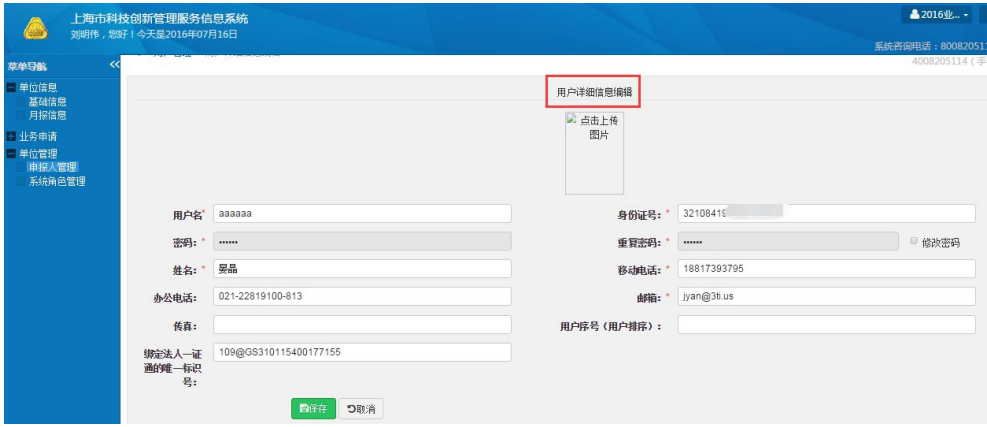 上海市科技创新管理服务信息系统
2016业...
刘明伟，您好！今天是2016年07月16日
系统咨询电话：80082051
4008205114（手
菜单导航
单位信息
基础信息
月报信息
业务申请
单位管理
申报人管理
系统角色管理
用户详细信息编辑
点击上传
图片
用户名* aaaaaa
身份证号：* 32108419
密码：* ······
重复密码：* ······ 修改密码
姓名：* 晏晶
移动电话：* 18817393795
办公电话： 021-22819100-813
邮箱：* jyan@3ti.us
传真：
用户序号（用户排序）：
绑定法人一证
通的唯一标识
号：
109@GS310115400177155
保存 取消